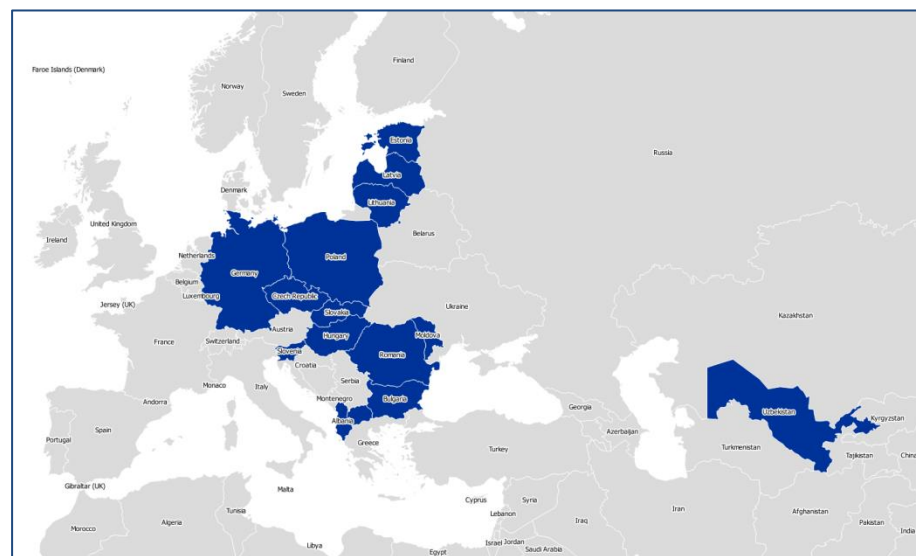 Faroe Islands (Denmark)
Finland
Norway
Sweden
Russia
Estonia
Latvia
Denmark
Lithuania
United Kingdom
Ireland
Belarus
Netherlands
Poland
Germany
Belgium
Luxembourg
Czech Republic
Jersey (UK)
Ukraine
Slovakia
Kazakhstan
Austria
Hungary
Moldova
France
Switzerland
Slovenia
Romania
Croatia
Serbia
Monaco
Italy
Andorra
Montenegro
Bulgaria
Georgia
Uzbekistan
Kyrgyzstan
Albania
Portugal
Spain
Greece
Azerbaijan
Turkey
Turkmenistan
Tajikistan
China
Gibraltar (UK)
Malta
Cyprus
Syria
Lebanon
Iran
Iraq
Afghanistan
Pakistan
India
Morocco
Algeria
Tunisia
Libya
Egypt
Israel
Jordan
Saudi Arabia